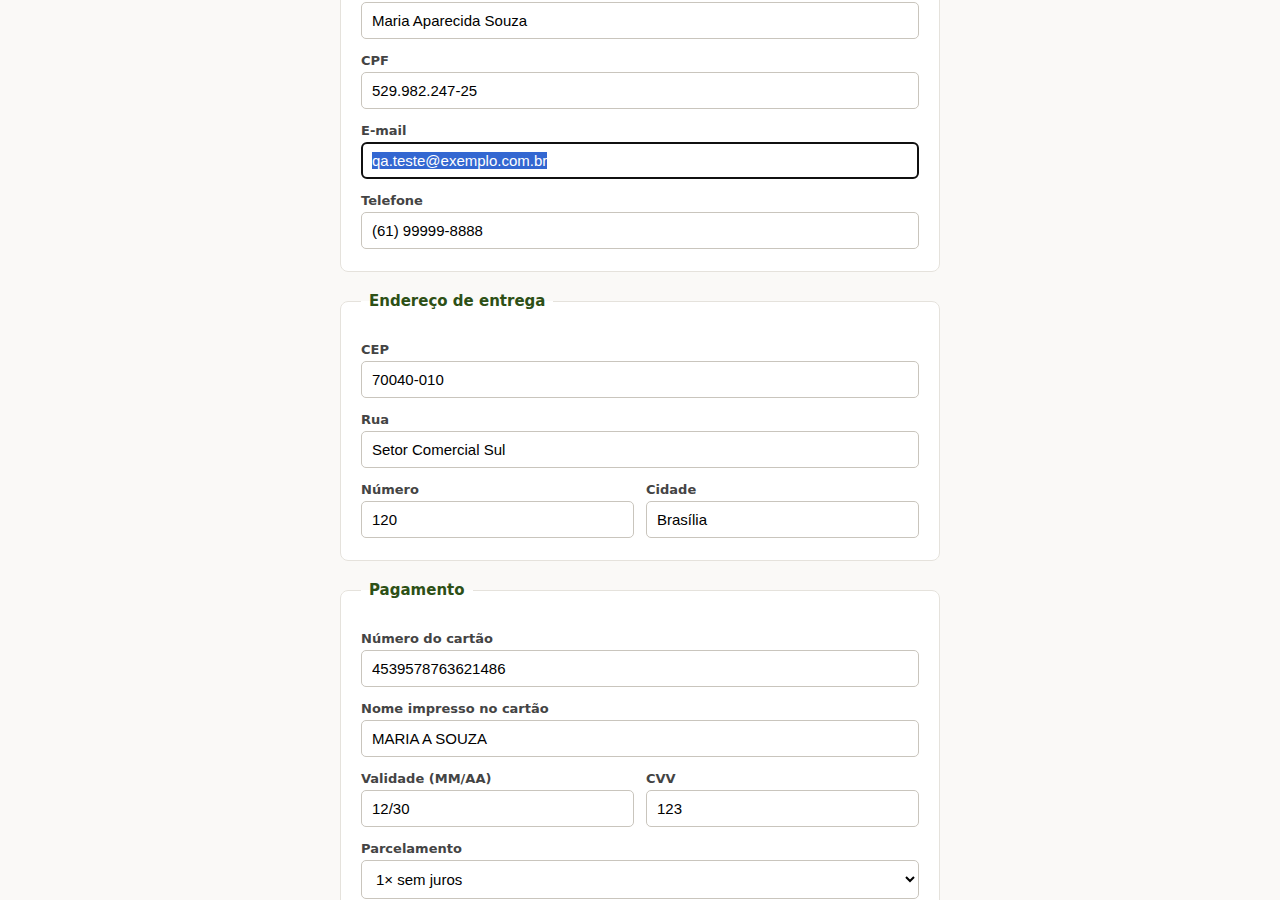 Maria Aparecida Souza
CPF
529.982.247-25
E-mail
qa.teste@exemplo.com.br
Telefone
(61) 99999-8888
Endereço de entrega
CEP
70040-010
Rua
Setor Comercial Sul
Número Cidade
120 Brasília
Pagamento
Número do cartão
4539578763621486
Nome impresso no cartão
MARIA A SOUZA
Validade (MM/AA) CVV
12/30 123
Parcelamento
1× sem juros